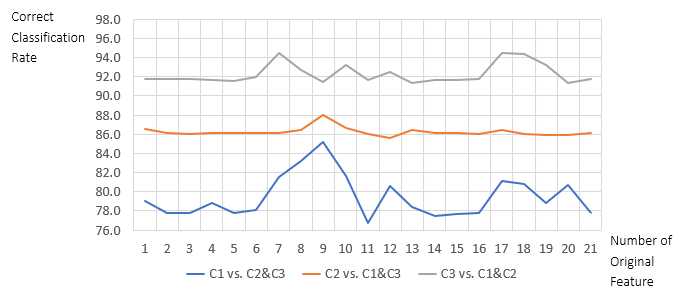 Correct
Classification
Rate
98.0
96.0
94.0
92.0
90.0
88.0
86.0
84.0
82.0
80.0
78.0
76.0
1 2 3 4 5 6 7 8 9 10 11 12 13 14 15 16 17 18 19 20 21
Number of
Original
Feature
C1 vs. C2&C3 C2 vs. C1&C3 C3 vs. C1&C2